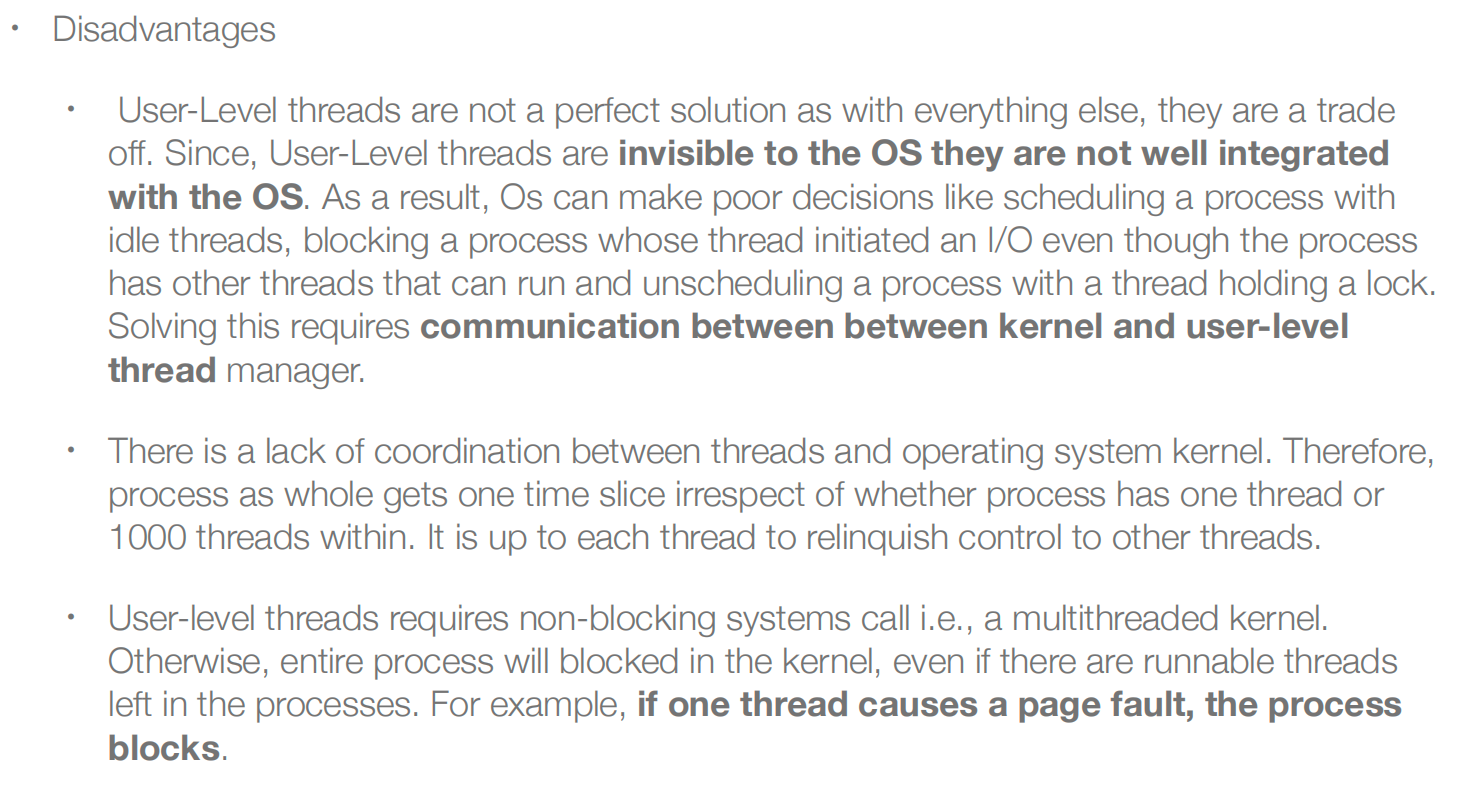 • Disadvantages
• User-Level threads are not a perfect solution as with everything else, they are a trade
off. Since, User-Level threads are invisible to the OS they are not well integrated
with the OS. As a result, Os can make poor decisions like scheduling a process with
idle threads, blocking a process whose thread initiated an I/O even though the process
has other threads that can run and unscheduling a process with a thread holding a lock.
Solving this requires communication between between kernel and user-level
thread manager.
• There is a lack of coordination between threads and operating system kernel. Therefore,
process as whole gets one time slice irrespect of whether process has one thread or
1000 threads within. It is up to each thread to relinquish control to other threads.
• User-level threads requires non-blocking systems call i.e., a multithreaded kernel.
Otherwise, entire process will blocked in the kernel, even if there are runnable threads
left in the processes. For example, if one thread causes a page fault, the process
blocks.